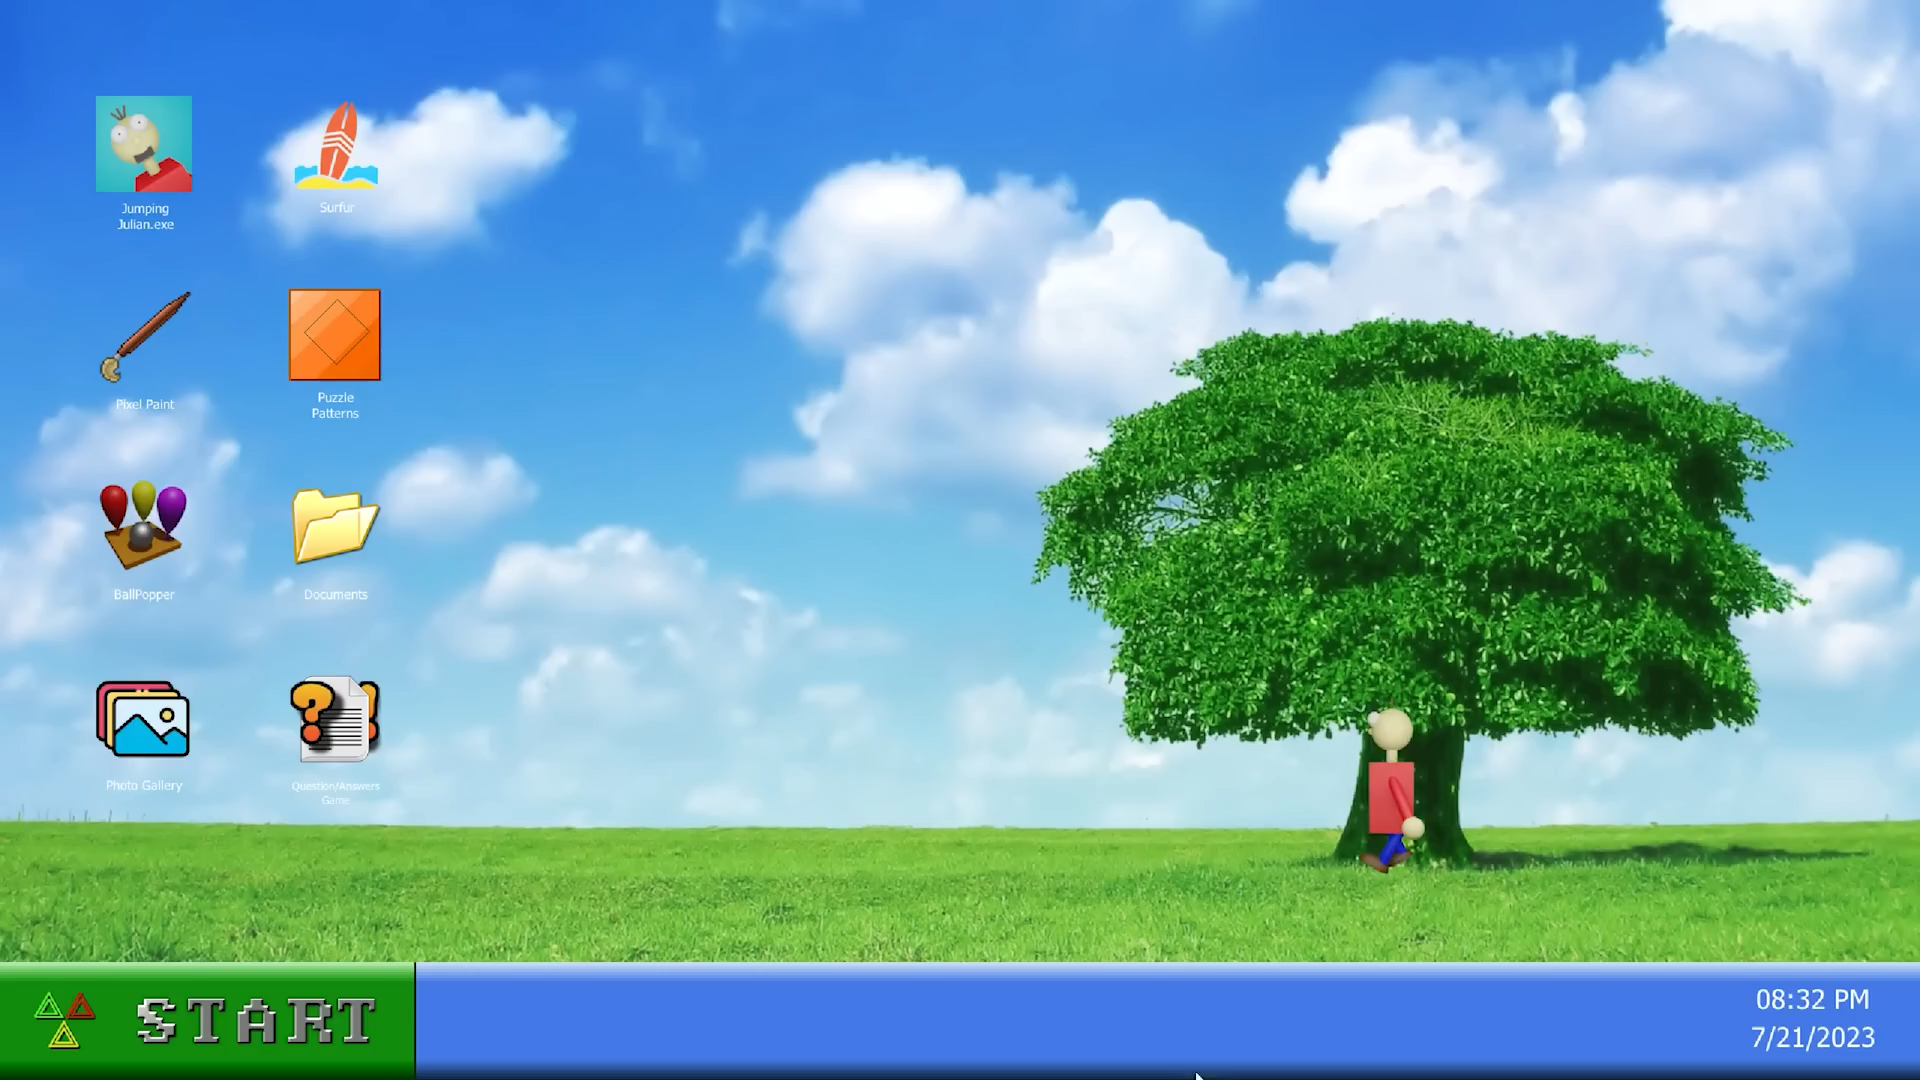 Jumping
Julian.exe
Surfur
Pixel Paint
Puzzle
Patterns
BallPopper
Documents
Photo Gallery
Question/Answers
Game
START
08:32 PM
7/21/2023